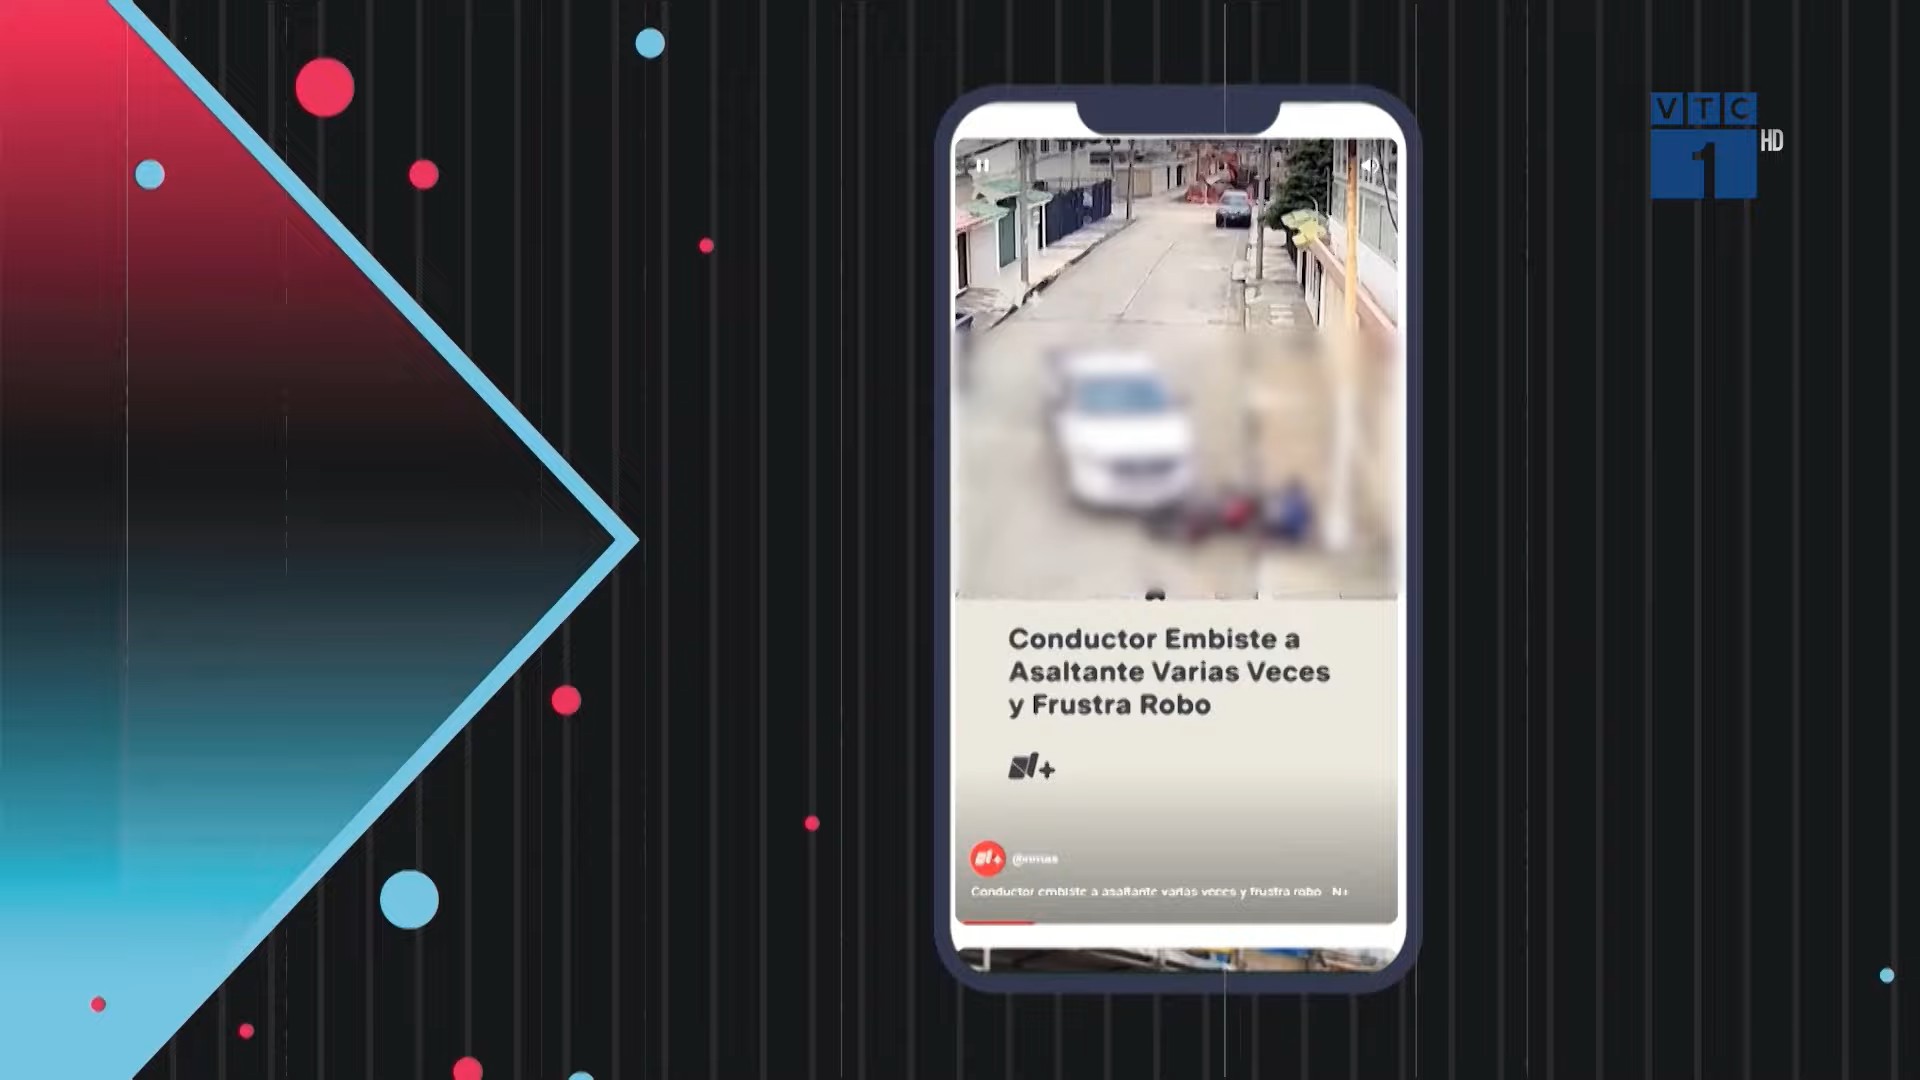 VTC
1
HD
Conductor Embiste a
Asaltante Varias Veces
y Frustra Robo
N+
N+
Conductor embiste a asaltante varias veces y frustra robo - N+